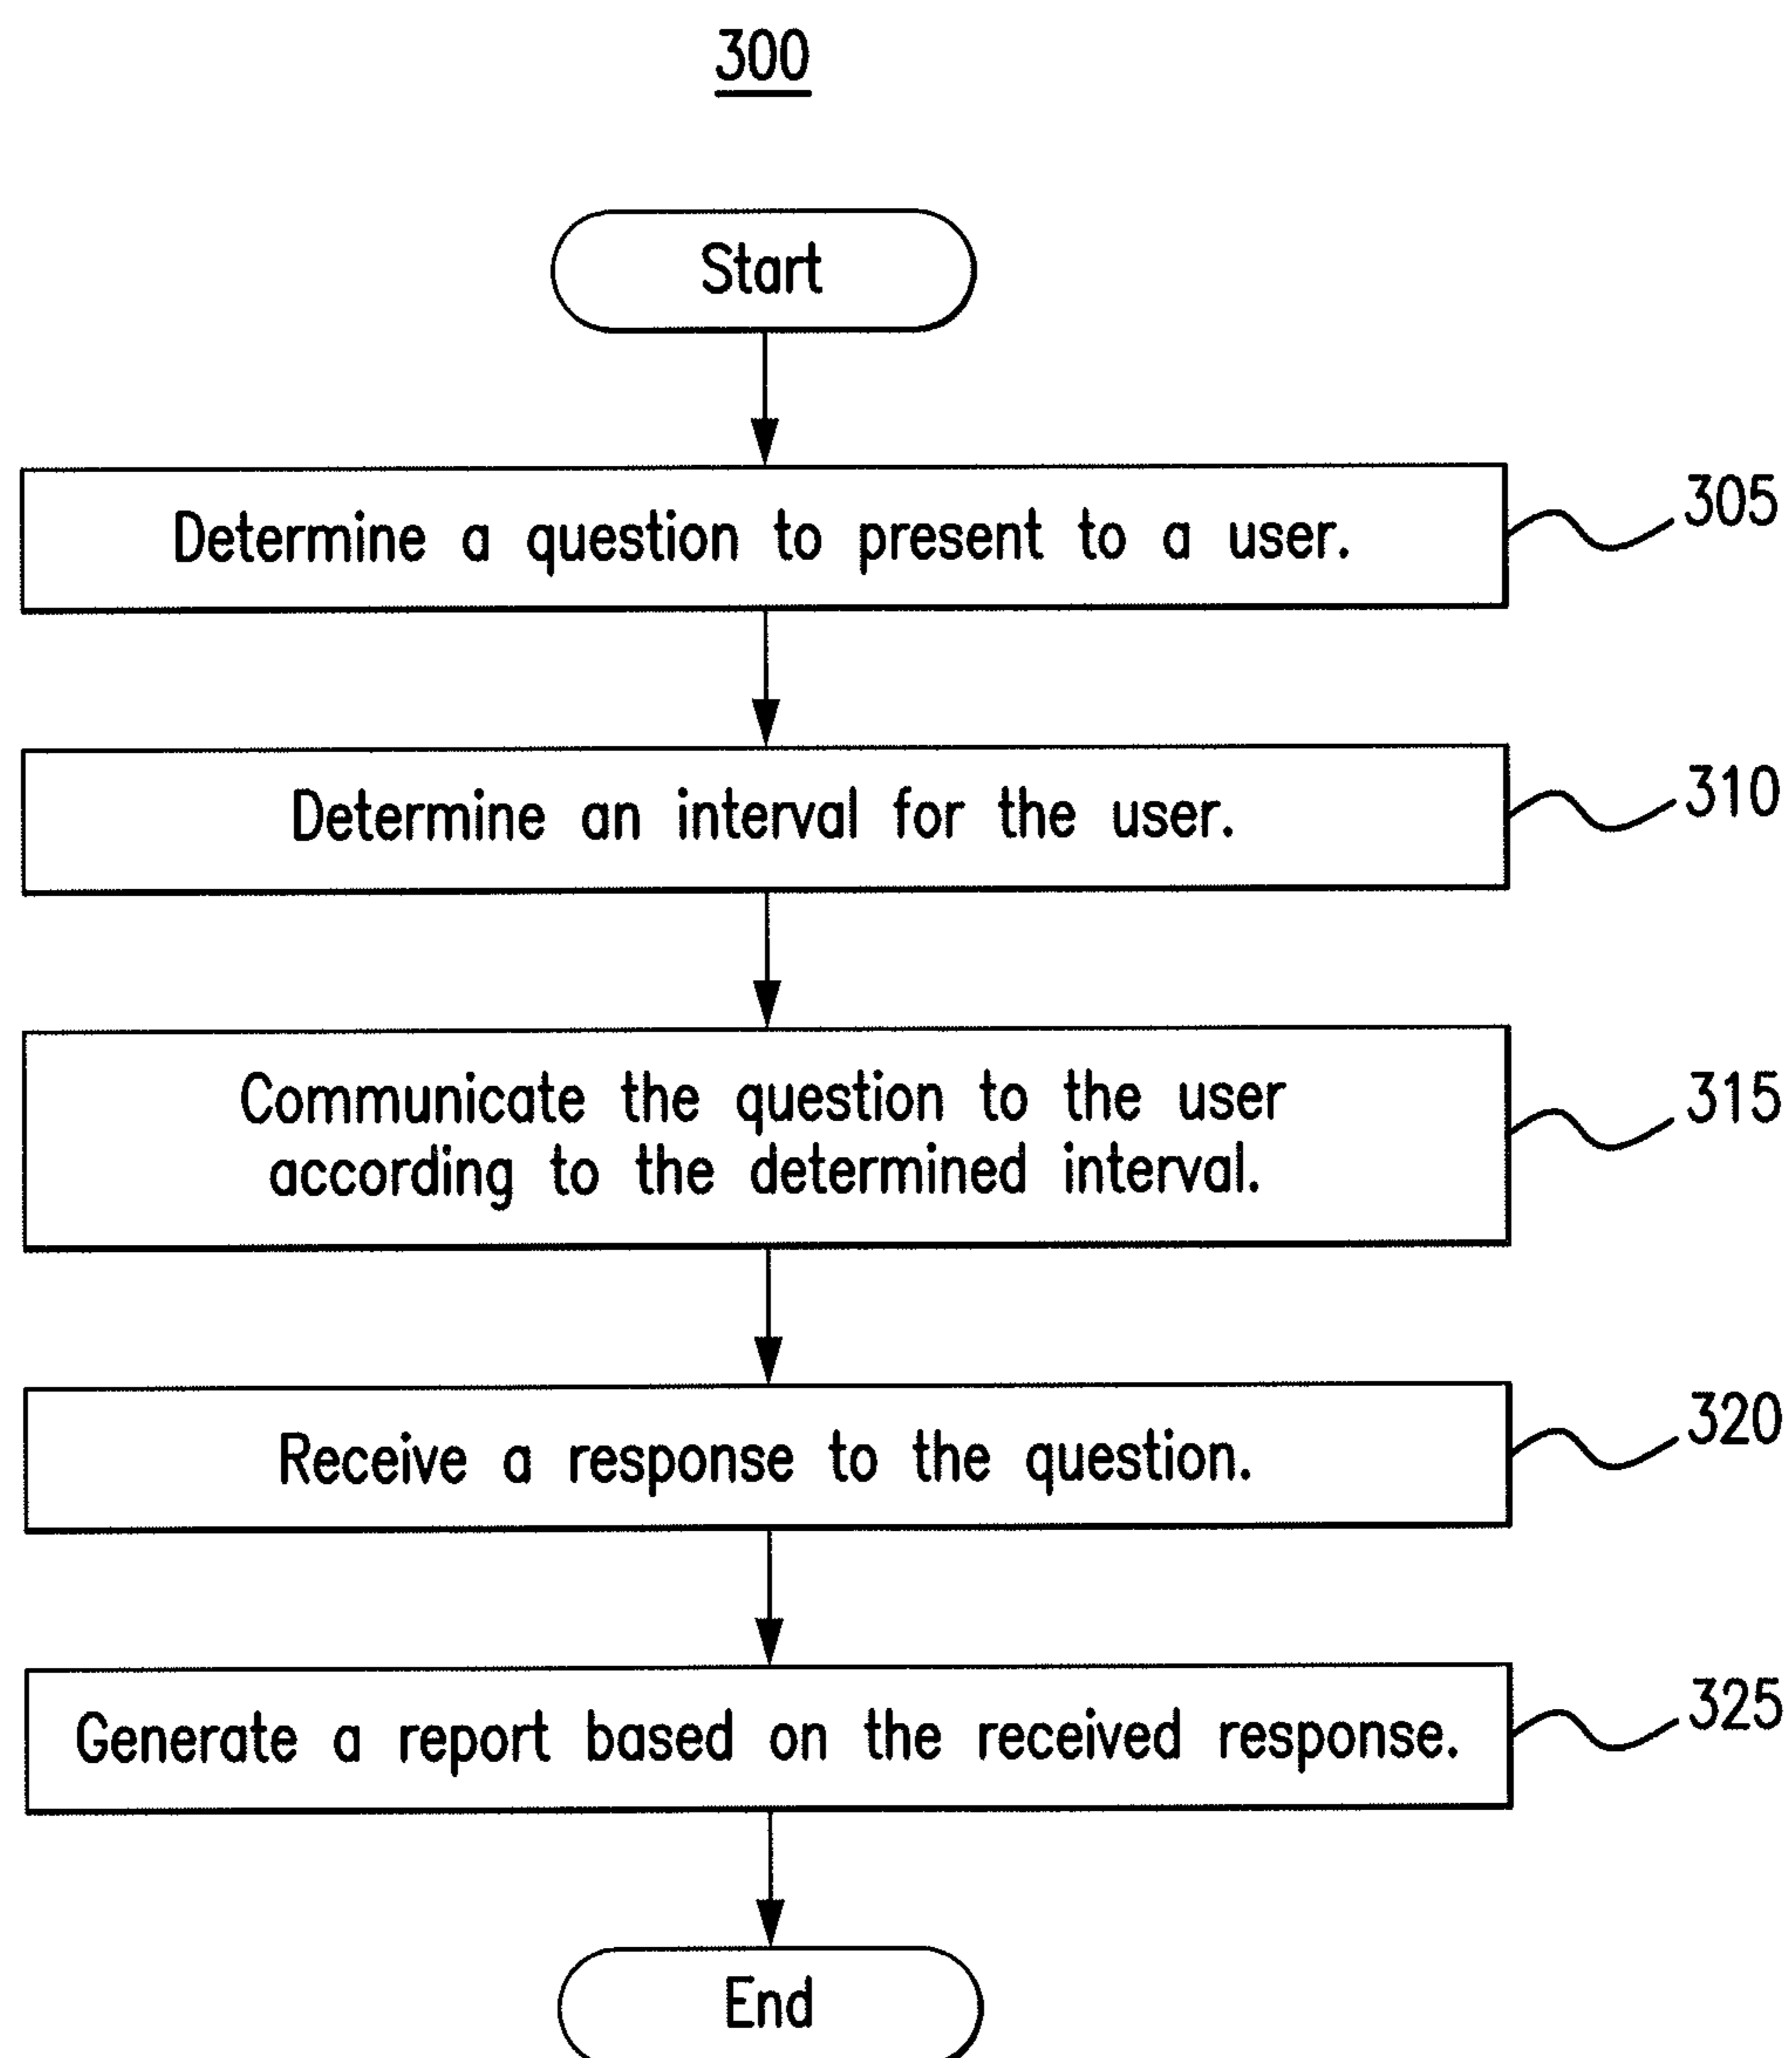 300
Start
Determine a question to present to a user.
305
Determine an interval for the user.
310
Communicate the question to the user
according to the determined interval.
315
Receive a response to the question.
320
Generate a report based on the received response.
325
End